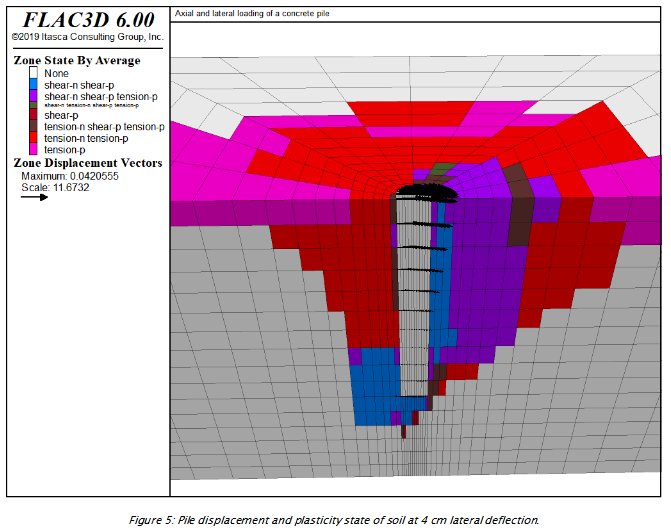 FLAC3D 6.00
©2019 Itasca Consulting Group, Inc.
Axial and lateral loading of a concrete pile
Zone State By Average
None
shear-n shear-p
shear-n shear-p tension-p
shear-n tension-n shear-p tension-p
shear-p
tension-n shear-p tension-p
tension-n tension-p
tension-p
Zone Displacement Vectors
Maximum: 0.0420555
Scale: 11.6732
Figure 5: Pile displacement and plasticity state of soil at 4 cm lateral deflection.